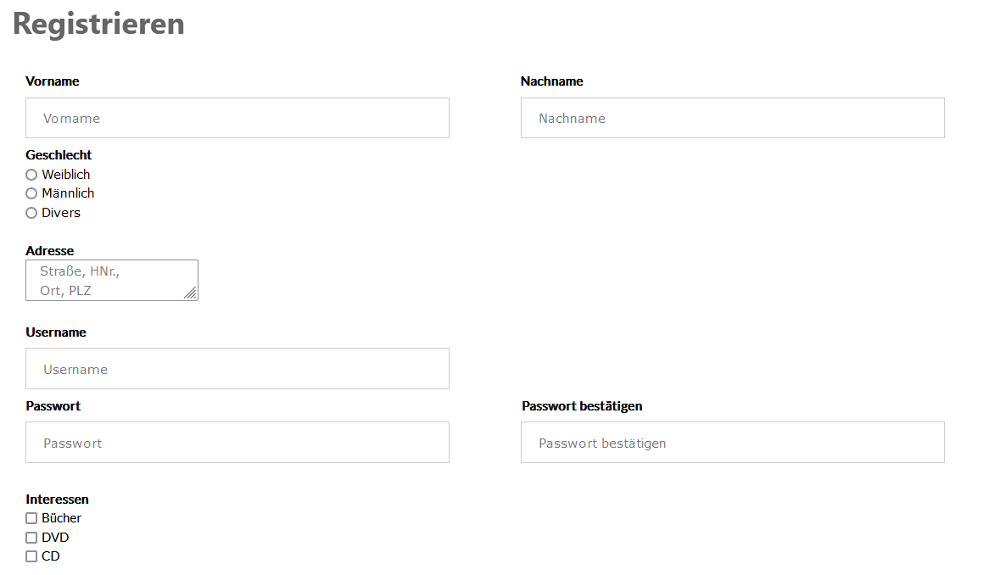 Registrieren
Vorname
Nachname
Vorname
Nachname
Geschlecht
Weiblich
Männlich
Divers
Adresse
Straße, HNr.,
Ort, PLZ
Username
Username
Passwort
Passwort bestätigen
Passwort
Passwort bestätigen
Interessen
Bücher
DVD
CD